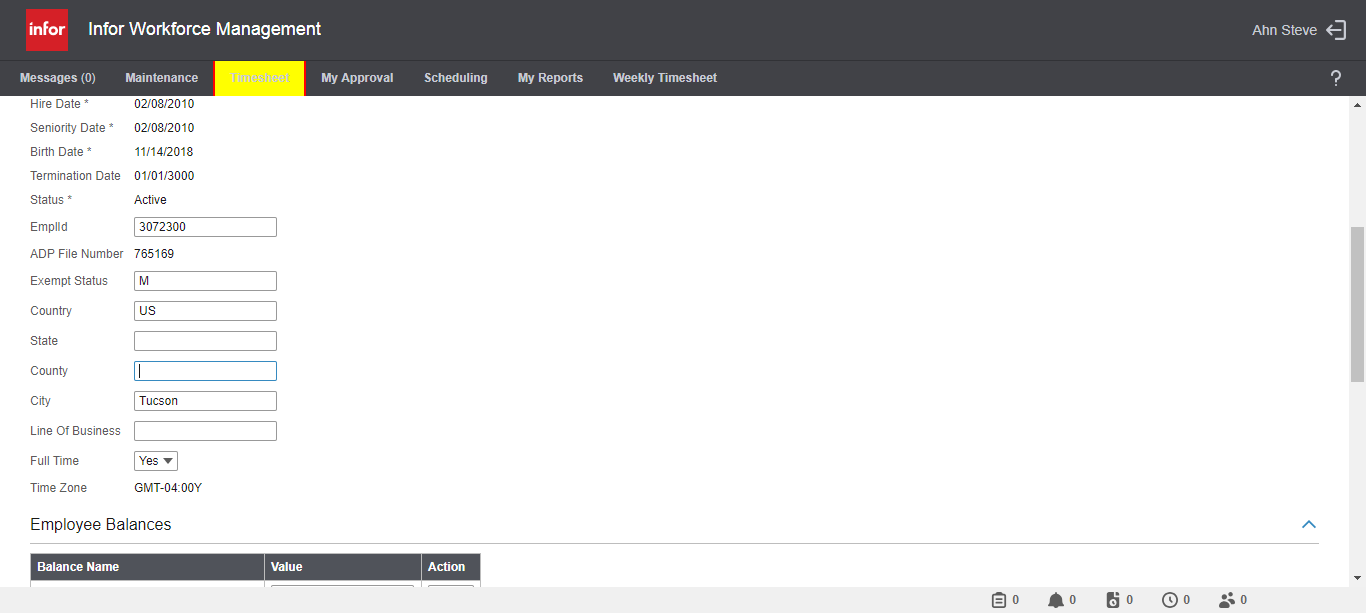 infor Infor Workforce Management Ahn Steve
Messages (0) Maintenance Timesheet My Approval Scheduling My Reports Weekly Timesheet ?
Hire Date * 02/08/2010
Seniority Date * 02/08/2010
Birth Date * 11/14/2018
Termination Date 01/01/3000
Status * Active
EmplId 3072300
ADP File Number 765169
Exempt Status M
Country US
State
County
City Tucson
Line Of Business
Full Time Yes
Time Zone GMT-04:00Y
Employee Balances
Balance Name Value Action
0 0 0 0 0